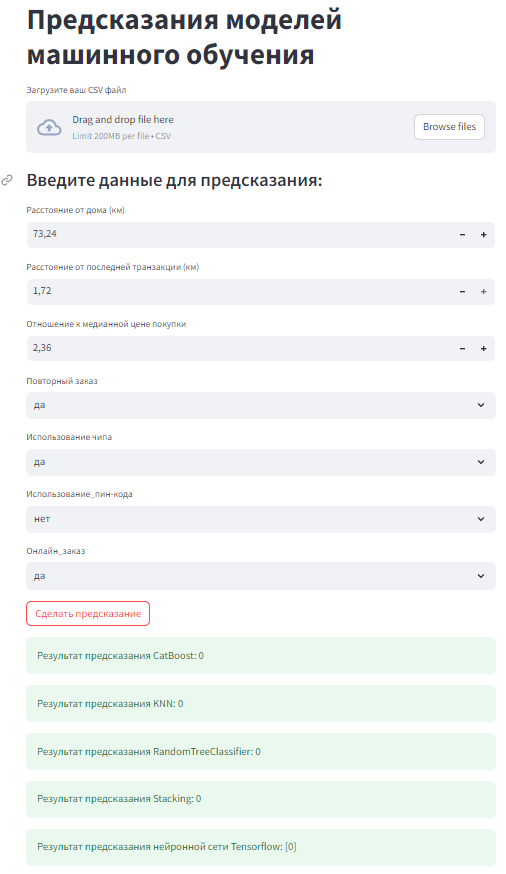 Предсказания моделей
машинного обучения
Загрузите ваш CSV файл
Drag and drop file here
Limit 200MB per file • CSV
Browse files
Введите данные для предсказания:
Расстояние от дома (км)
73,24
Расстояние от последней транзакции (км)
1,72
Отношение к медианной цене покупки
2,36
Повторный заказ
да
Использование чипа
да
Использование_пин-кода
нет
Онлайн_заказ
да
Сделать предсказание
Результат предсказания CatBoost: 0
Результат предсказания KNN: 0
Результат предсказания RandomTreeClassifier: 0
Результат предсказания Stacking: 0
Результат предсказания нейронной сети Tensorflow: [0]